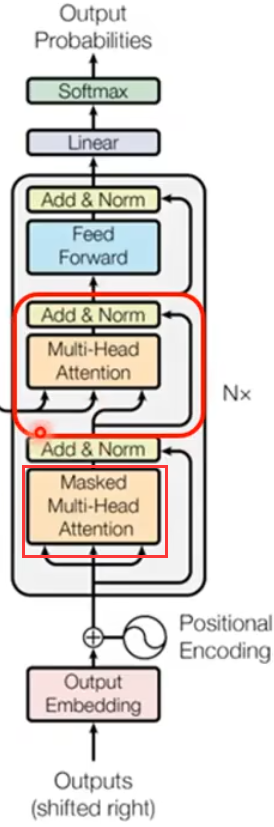 Output
Probabilities
Softmax
Linear
Add & Norm
Feed
Forward
Add & Norm
Multi-Head
Attention
N×
Add & Norm
Masked
Multi-Head
Attention
Positional
Encoding
Output
Embedding
Outputs
(shifted right)